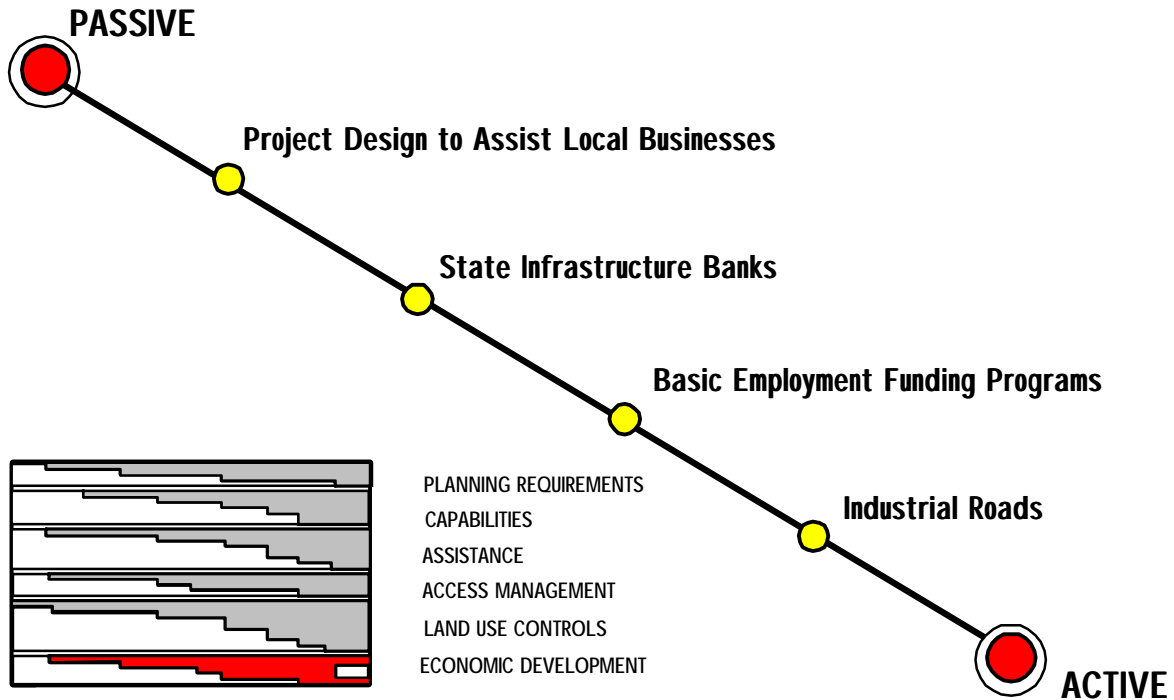 PASSIVE
Project Design to Assist Local Businesses
State Infrastructure Banks
Basic Employment Funding Programs
Industrial Roads
ACTIVE
PLANNING REQUIREMENTS
CAPABILITIES
ASSISTANCE
ACCESS MANAGEMENT
LAND USE CONTROLS
ECONOMIC DEVELOPMENT